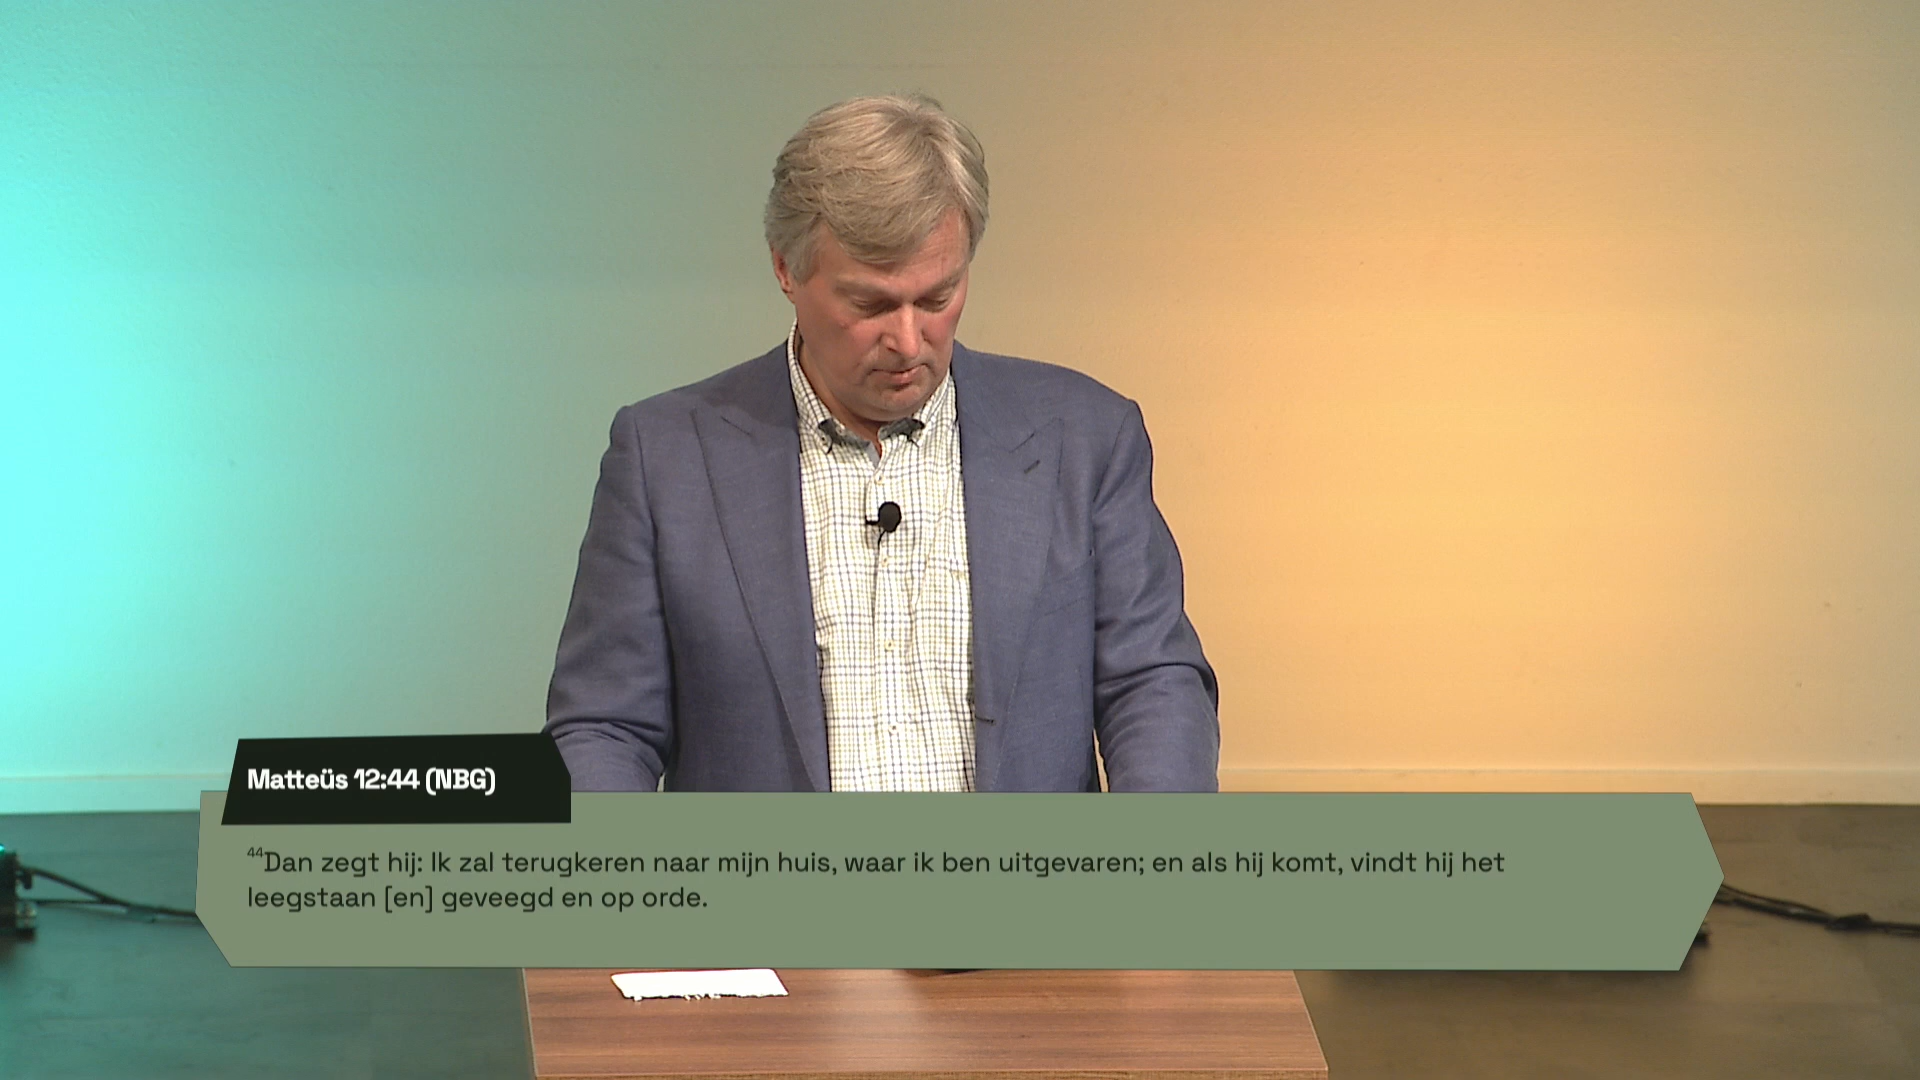 Matteüs 12:44 (NBG)
44Dan zegt hij: Ik zal terugkeren naar mijn huis, waar ik ben uitgevaren; en als hij komt, vindt hij het
leegstaan [en] geveegd en op orde.